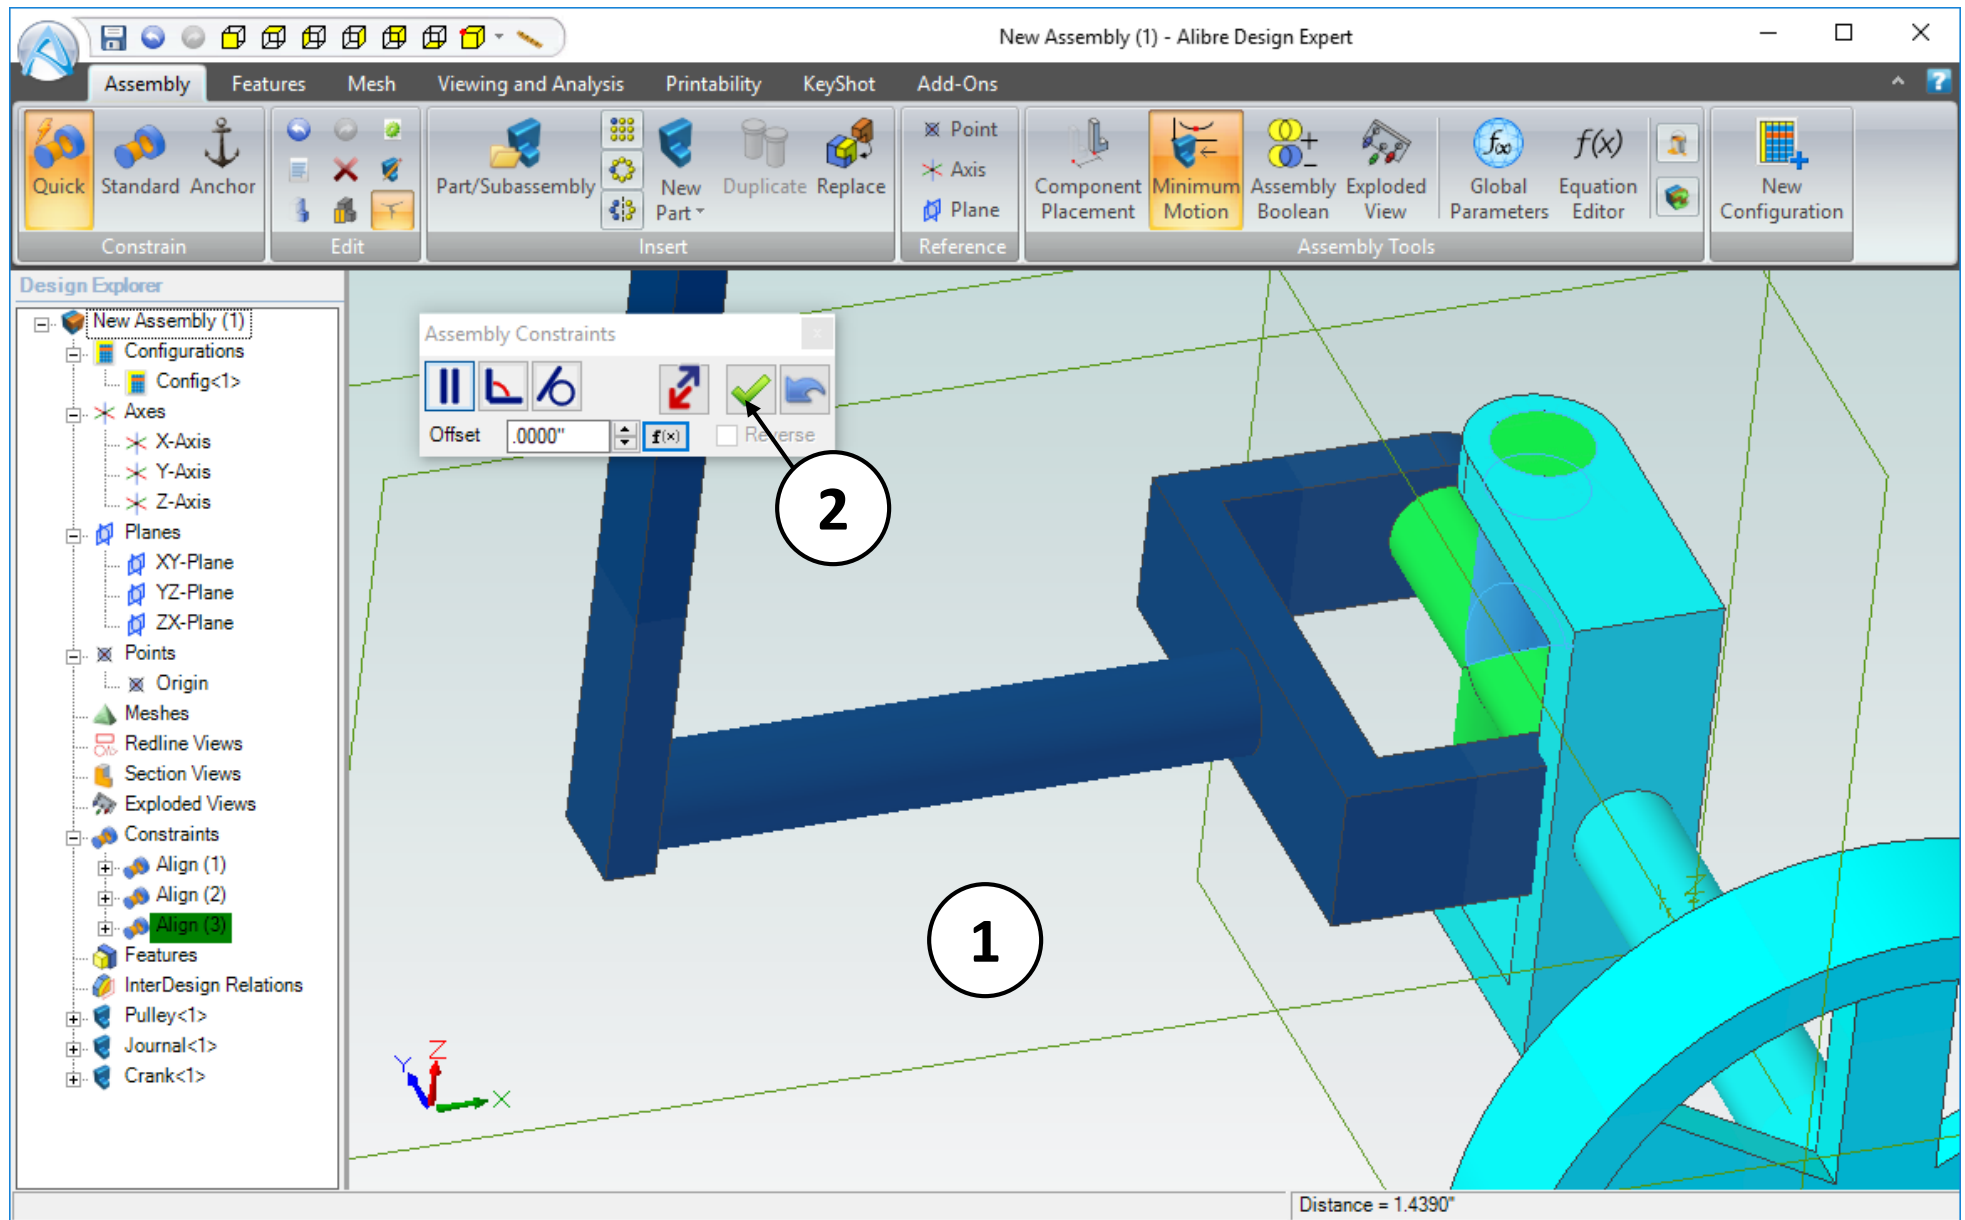 New Assembly (1) - Alibre Design Expert
Assembly Features Mesh Viewing and Analysis Printability KeyShot Add-Ons
Quick Standard Anchor
Constrain
Edit
Part/Subassembly
New
Part
Duplicate Replace
Insert
Point
Axis
Plane
Reference
Component
Placement
Minimum
Motion
Assembly
Boolean
Exploded
View
f∞
Global
Parameters
f(x)
Equation
Editor
Assembly Tools
New
Configuration
Design Explorer
New Assembly (1)
Configurations
Config<1>
Axes
X-Axis
Y-Axis
Z-Axis
Planes
XY-Plane
YZ-Plane
ZX-Plane
Points
Origin
Meshes
Redline Views
Section Views
Exploded Views
Constraints
Align (1)
Align (2)
Align (3)
Features
InterDesign Relations
Pulley<1>
Journal<1>
Crank<1>
Assembly Constraints
Offset .0000" f(x) Reverse
2
1
Z
Y
X
Distance = 1.4390"